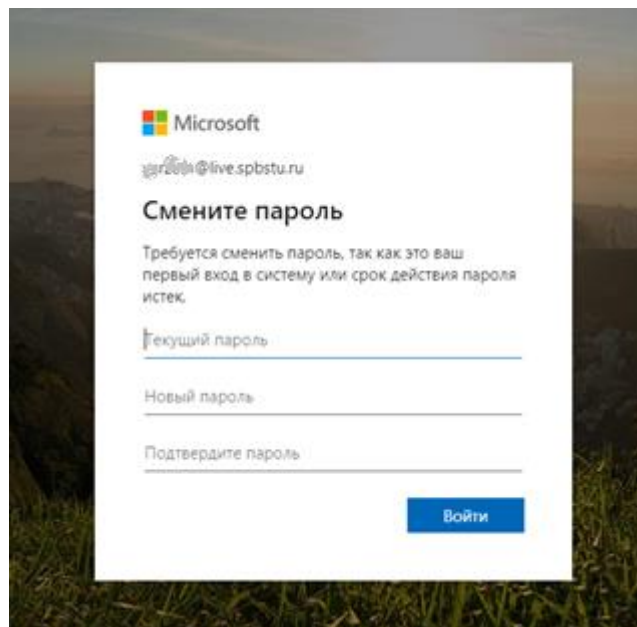 Microsoft
@live.spbstu.ru
Смените пароль
Требуется сменить пароль, так как это ваш
первый вход в систему или срок действия пароля
истек.
Текущий пароль
Новый пароль
Подтвердите пароль
Войти